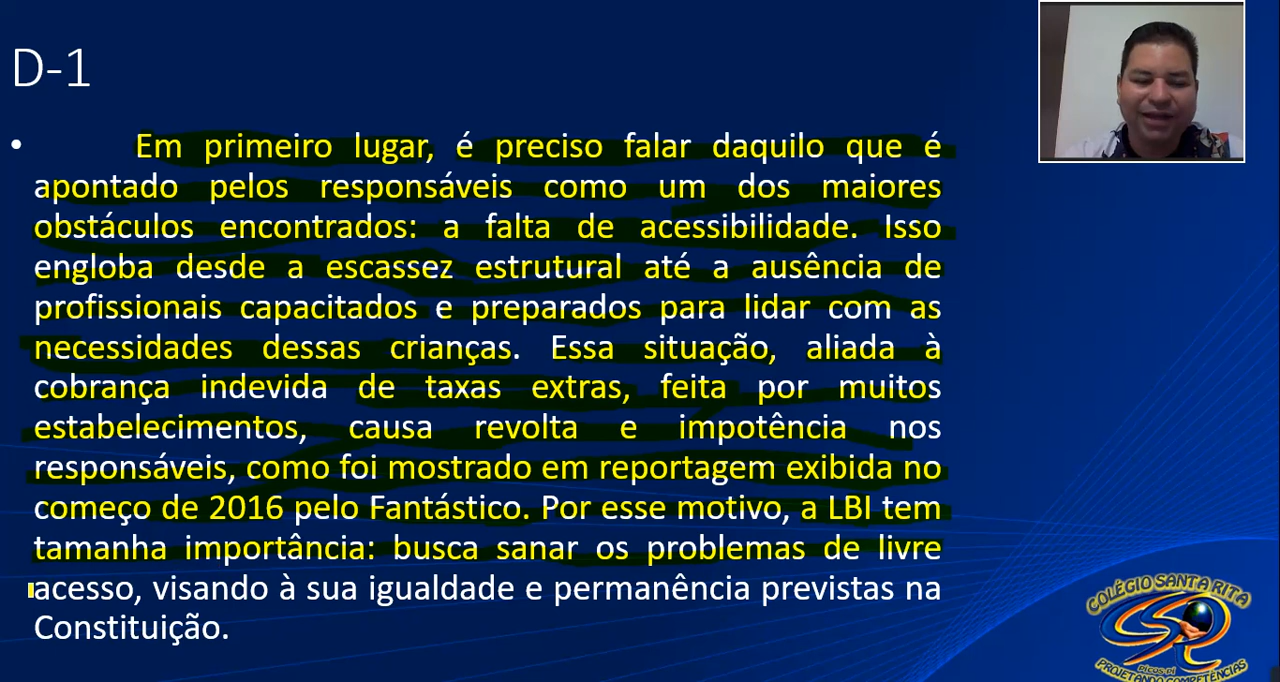 D-1
• Em primeiro lugar, é preciso falar daquilo que é
apontado pelos responsáveis como um dos maiores
obstáculos encontrados: a falta de acessibilidade. Isso
engloba desde a escassez estrutural até a ausência de
profissionais capacitados e preparados para lidar com as
necessidades dessas crianças. Essa situação, aliada à
cobrança indevida de taxas extras, feita por muitos
estabelecimentos, causa revolta e impotência nos
responsáveis, como foi mostrado em reportagem exibida no
começo de 2016 pelo Fantástico. Por esse motivo, a LBI tem
tamanha importância: busca sanar os problemas de livre
acesso, visando à sua igualdade e permanência previstas na
Constituição.
COLÉGIO SANTA RITA
PICOS-PI
PROJETANDO COMPETÊNCIAS